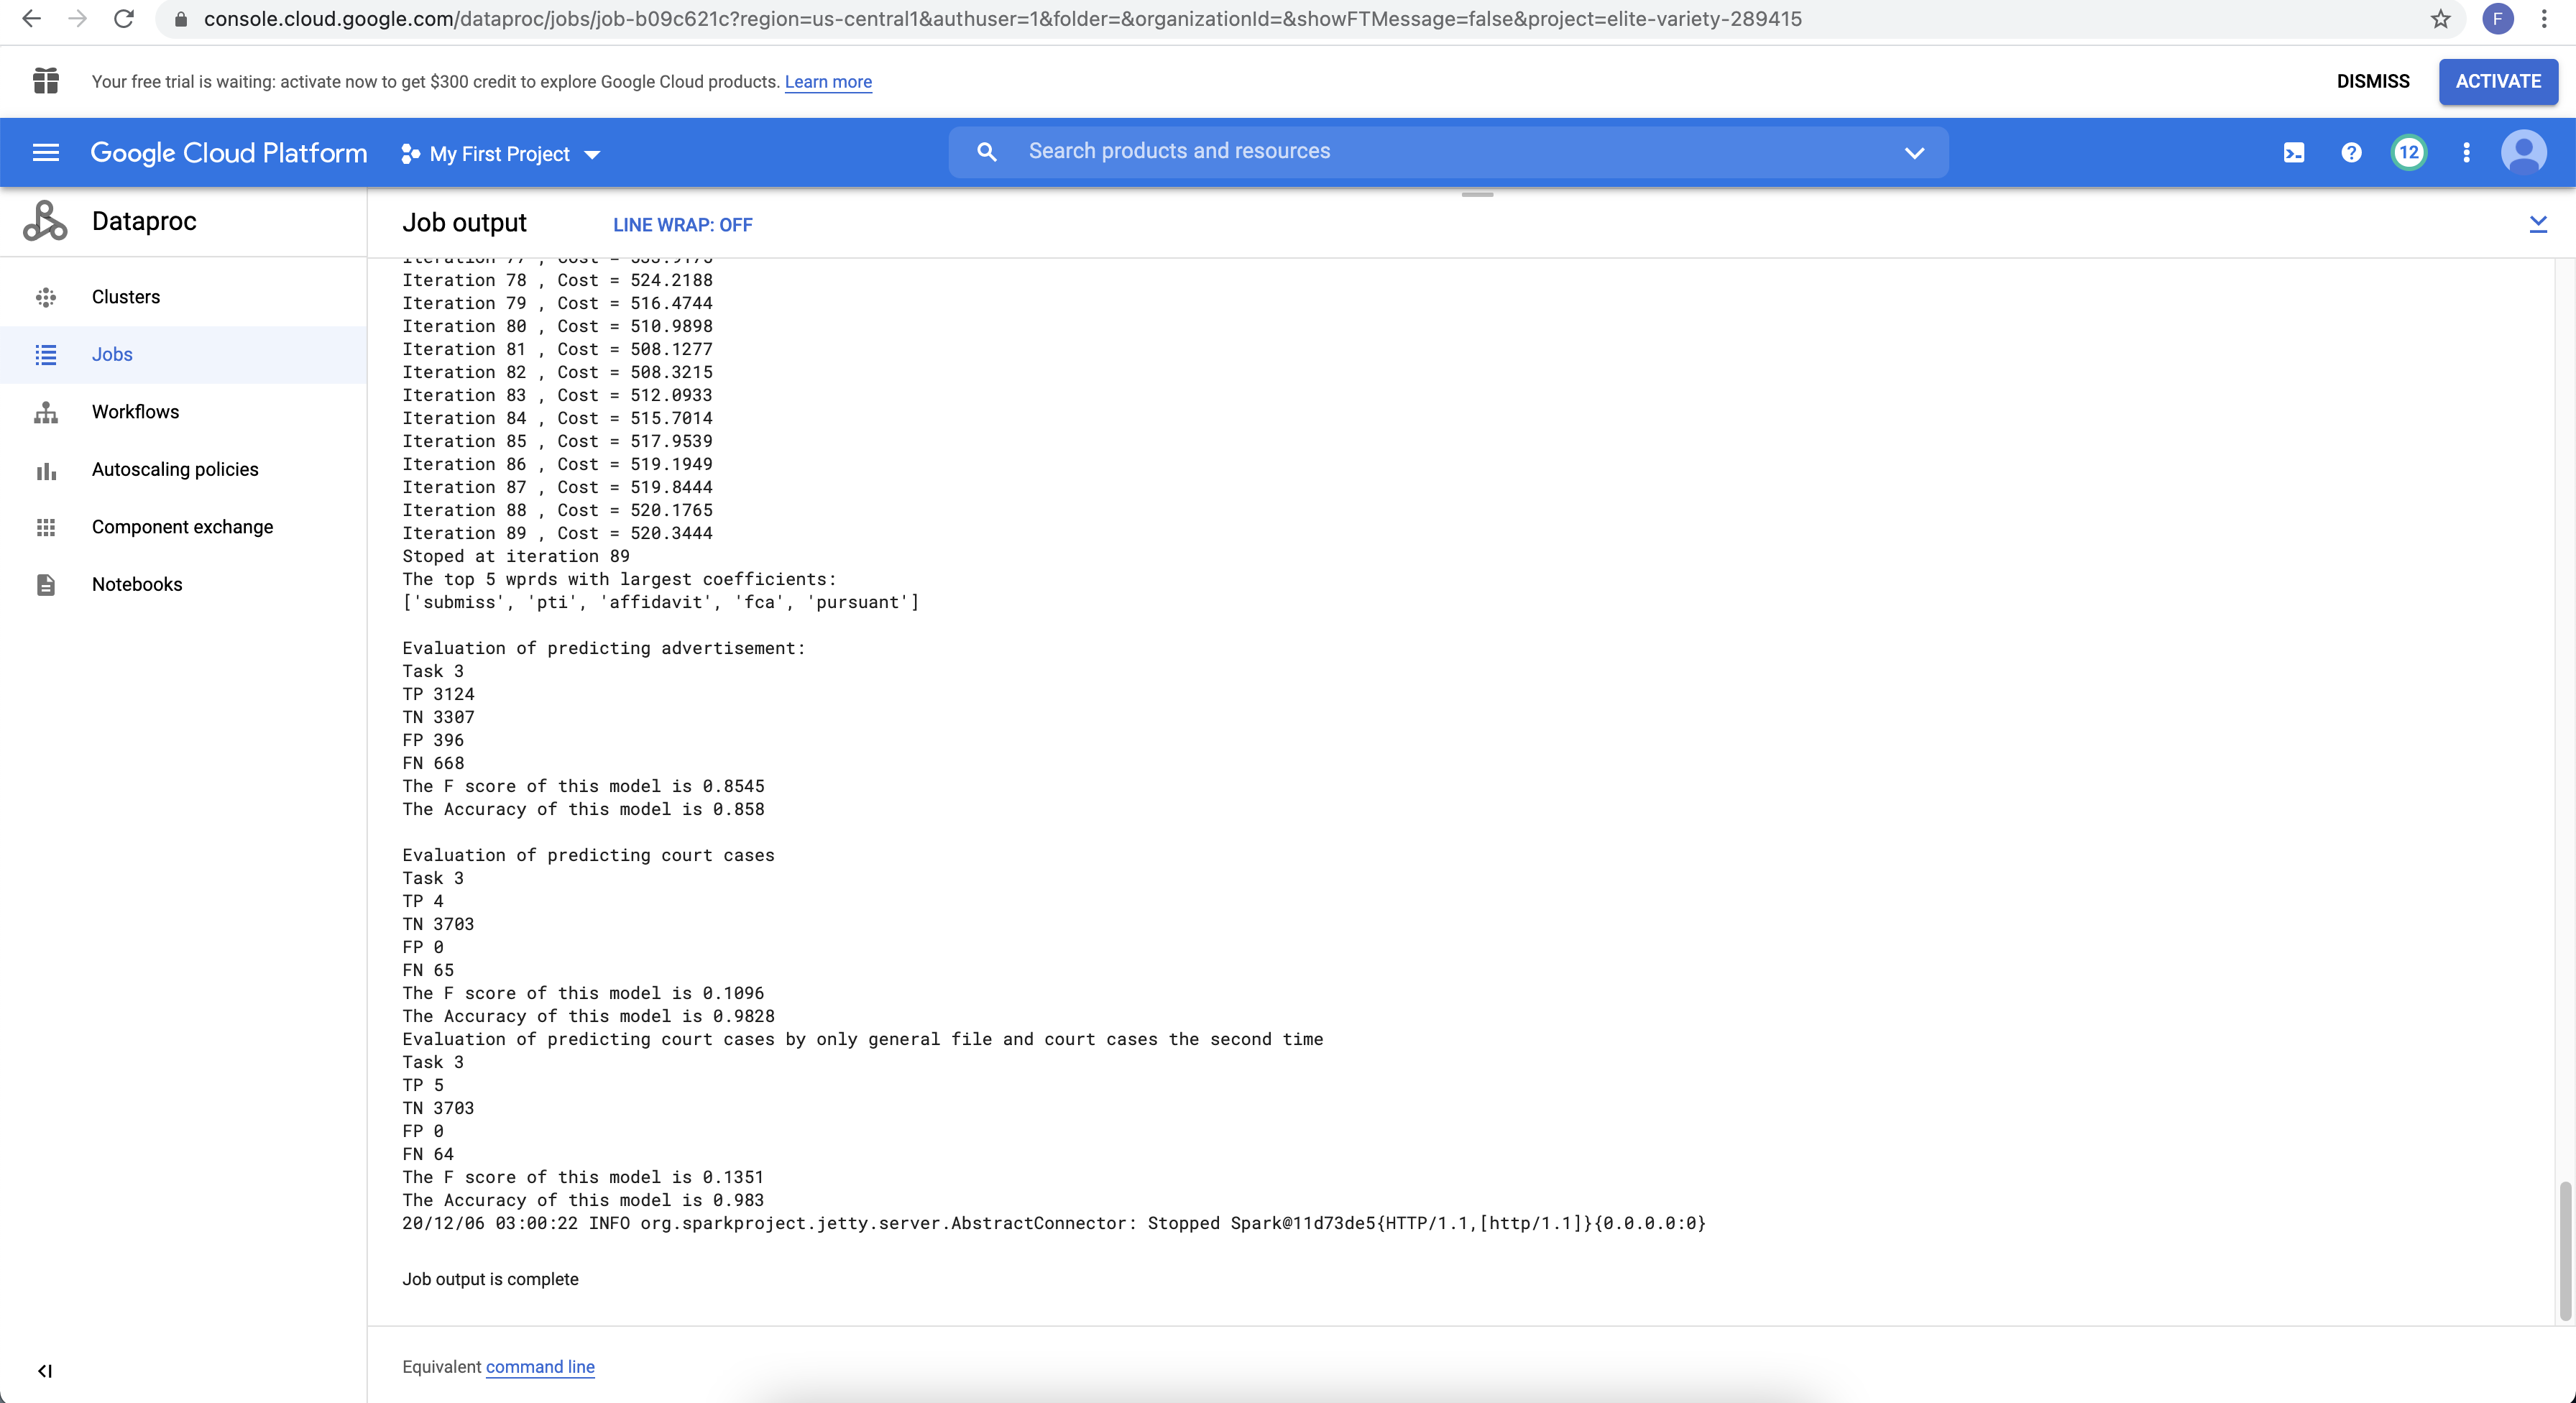 console.cloud.google.com/dataproc/jobs/job-b09c621c?region=us-central1&authuser=1&folder=&organizationId=&showFTMessage=false&project=elite-variety-289415
F
Your free trial is waiting: activate now to get $300 credit to explore Google Cloud products. Learn more
DISMISS
ACTIVATE
Google Cloud Platform
My First Project
Search products and resources
12
Dataproc
Clusters
Jobs
Workflows
Autoscaling policies
Component exchange
Notebooks
Job output
LINE WRAP: OFF
Iteration 77 , Cost = 533.9173
Iteration 78 , Cost = 524.2188
Iteration 79 , Cost = 516.4744
Iteration 80 , Cost = 510.9898
Iteration 81 , Cost = 508.1277
Iteration 82 , Cost = 508.3215
Iteration 83 , Cost = 512.0933
Iteration 84 , Cost = 515.7014
Iteration 85 , Cost = 517.9539
Iteration 86 , Cost = 519.1949
Iteration 87 , Cost = 519.8444
Iteration 88 , Cost = 520.1765
Iteration 89 , Cost = 520.3444
Stoped at iteration 89
The top 5 wprds with largest coefficients:
['submiss', 'pti', 'affidavit', 'fca', 'pursuant']
Evaluation of predicting advertisement:
Task 3
TP 3124
TN 3307
FP 396
FN 668
The F score of this model is 0.8545
The Accuracy of this model is 0.858
Evaluation of predicting court cases
Task 3
TP 4
TN 3703
FP 0
FN 65
The F score of this model is 0.1096
The Accuracy of this model is 0.9828
Evaluation of predicting court cases by only general file and court cases the second time
Task 3
TP 5
TN 3703
FP 0
FN 64
The F score of this model is 0.1351
The Accuracy of this model is 0.983
20/12/06 03:00:22 INFO org.sparkproject.jetty.server.AbstractConnector: Stopped Spark@11d73de5{HTTP/1.1,[http/1.1]}{0.0.0.0:0}
Job output is complete
Equivalent command line